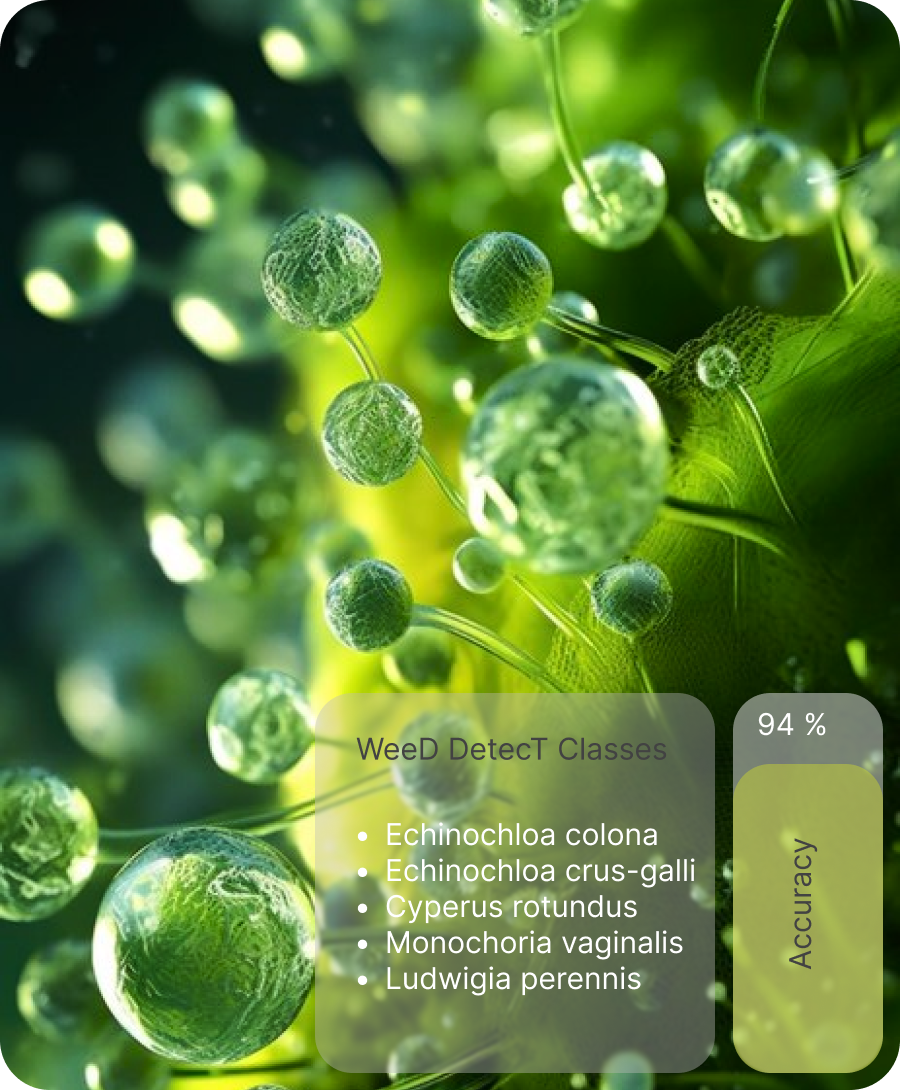 WeeD DetecT Classes
• Echinochloa colona
• Echinochloa crus-galli
• Cyperus rotundus
• Monochoria vaginalis
• Ludwigia perennis
94 %
Accuracy